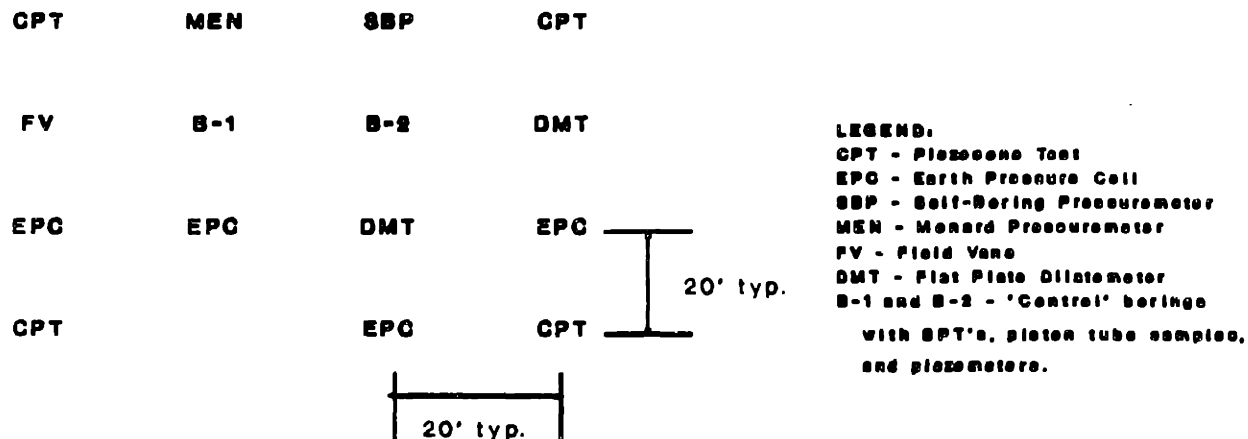 CPT MEN SBP CPT
FV B-1 B-2 DMT
EPC EPC DMT EPC
20' typ.
CPT EPC CPT
20' typ.
LEGEND:
CPT - Piezocone Test
EPC - Earth Pressure Cell
SBP - Self-Boring Pressuremeter
MEN - Menard Pressuremeter
FV - Field Vane
DMT - Flat Plate Dilatometer
B-1 and B-2 - 'Control' borings
with SPT's, piston tube samples,
and piezometers.